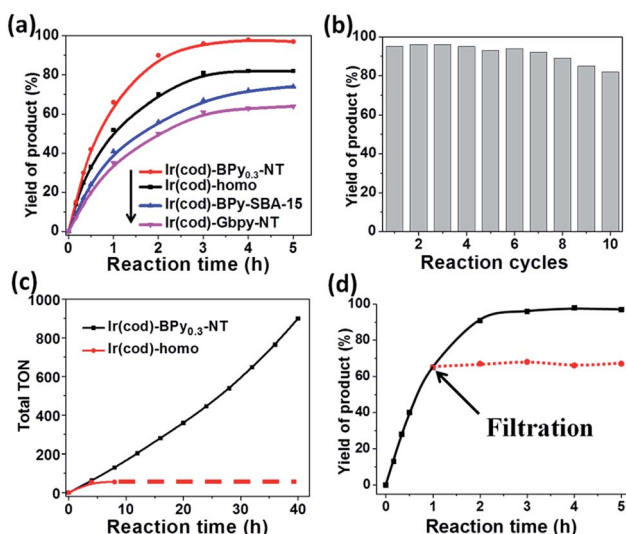 (a)
Yield of product (%)
100
80
60
40
20
0
Ir(cod)-BPy₀.₃-NT
Ir(cod)-homo
Ir(cod)-BPy-SBA-15
Ir(cod)-Gbpy-NT
0 1 2 3 4 5
Reaction time (h)
(b)
Yield of product (%)
100
80
60
40
20
0
2 4 6 8 10
Reaction cycles
(c)
Total TON
1000
800
600
400
200
0
Ir(cod)-BPy₀.₃-NT
Ir(cod)-homo
0 10 20 30 40
Reaction time (h)
(d)
Yield of product (%)
100
80
60
40
20
0
Filtration
0 1 2 3 4 5
Reaction time (h)